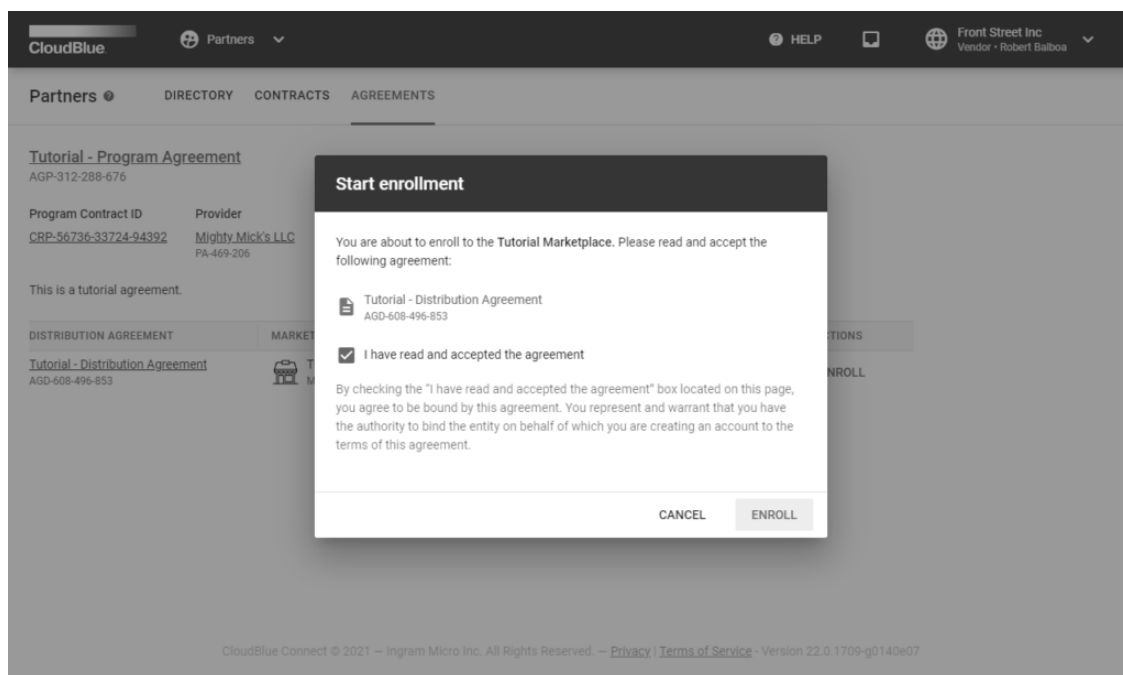 CloudBlue
Partners
HELP
Front Street Inc
Vendor • Robert Balboa
Partners
DIRECTORY CONTRACTS AGREEMENTS
Tutorial - Program Agreement
AGP-312-288-676
Program Contract ID Provider
CRP-56736-33724-94392 Mighty Mick's LLC
PA-469-206
This is a tutorial agreement.
DISTRIBUTION AGREEMENT
Tutorial - Distribution Agreement
AGD-608-496-853
Start enrollment
You are about to enroll to the Tutorial Marketplace. Please read and accept the
following agreement:
Tutorial - Distribution Agreement
AGD-608-496-853
I have read and accepted the agreement
By checking the "I have read and accepted the agreement" box located on this page,
you agree to be bound by this agreement. You represent and warrant that you have
the authority to bind the entity on behalf of which you are creating an account to the
terms of this agreement.
CANCEL ENROLL
CloudBlue Connect © 2021 — Ingram Micro Inc. All Rights Reserved. — Privacy | Terms of Service - Version 22.0.1709-g0140e07